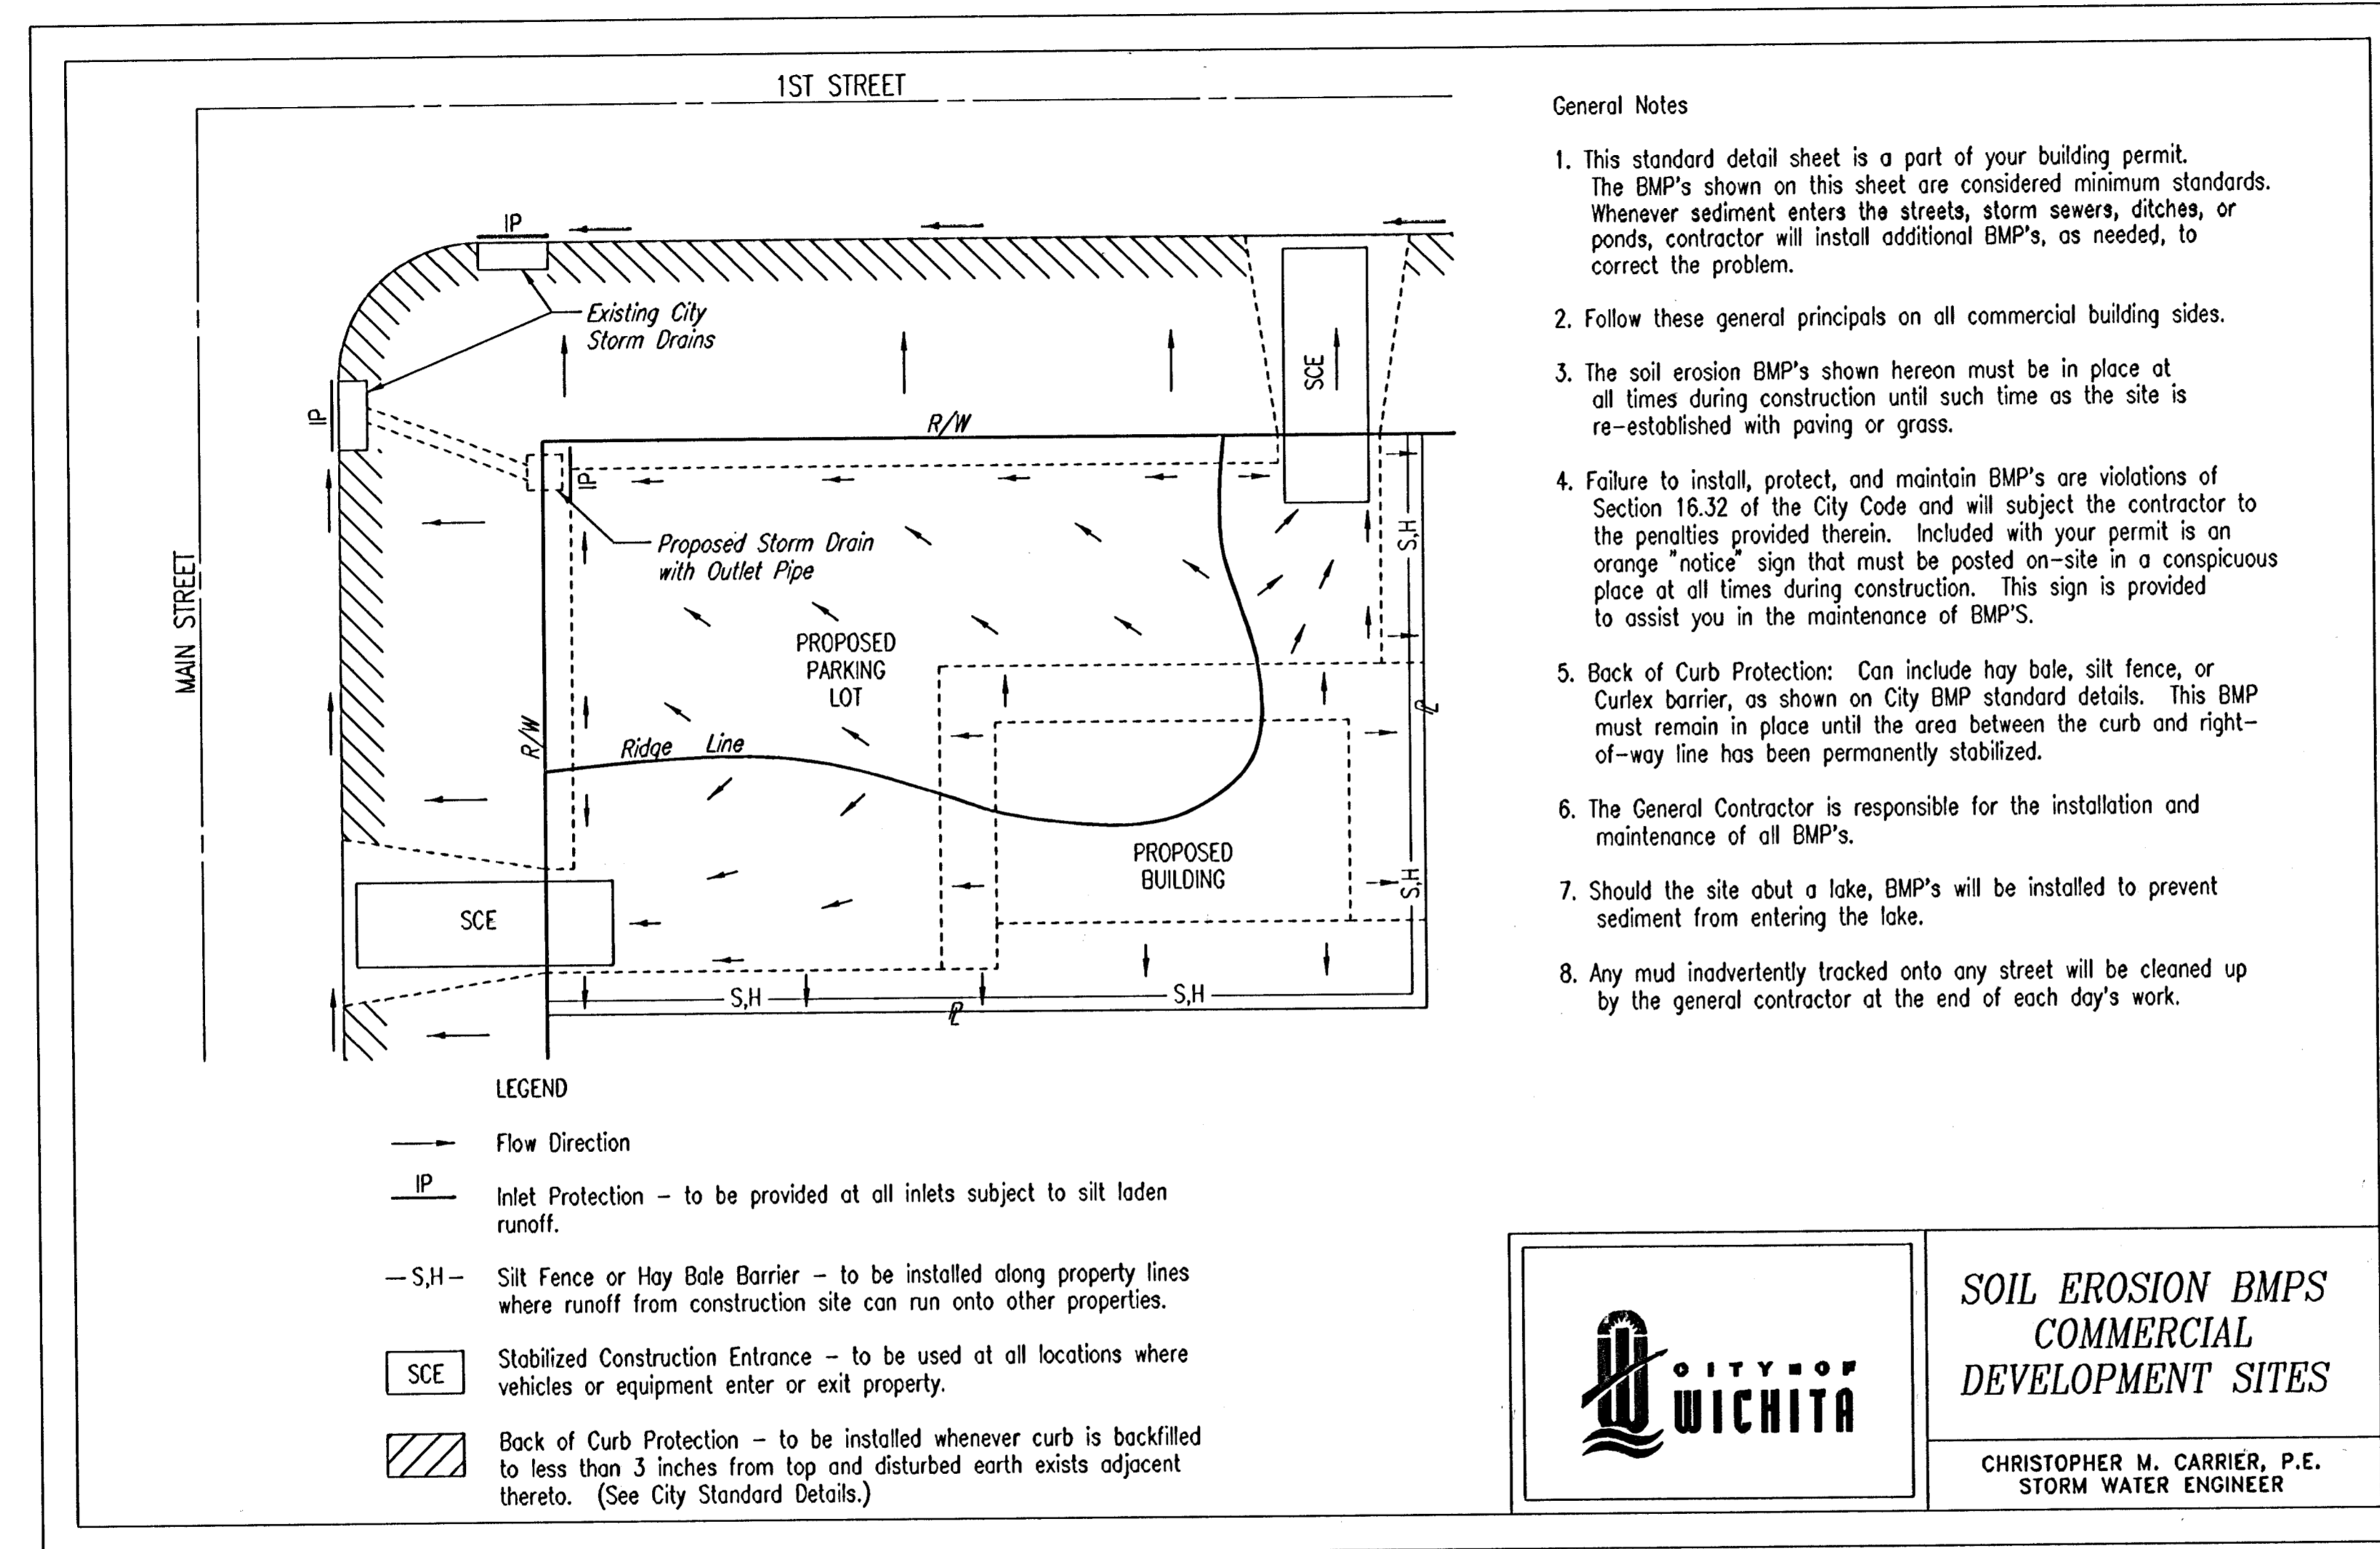 1ST STREET
MAIN STREET
IP
IP
Existing City
Storm Drains
SCE
R/W
IP
S,H
Proposed Storm Drain
with Outlet Pipe
PROPOSED
PARKING
LOT
R/W
Ridge Line
PL
PROPOSED
BUILDING
S,H
SCE
S,H
S,H
PL
General Notes
1. This standard detail sheet is a part of your building permit.
The BMP's shown on this sheet are considered minimum standards.
Whenever sediment enters the streets, storm sewers, ditches, or
ponds, contractor will install additional BMP's, as needed, to
correct the problem.
2. Follow these general principals on all commercial building sides.
3. The soil erosion BMP's shown hereon must be in place at
all times during construction until such time as the site is
re-established with paving or grass.
4. Failure to install, protect, and maintain BMP's are violations of
Section 16.32 of the City Code and will subject the contractor to
the penalties provided therein. Included with your permit is an
orange "notice" sign that must be posted on-site in a conspicuous
place at all times during construction. This sign is provided
to assist you in the maintenance of BMP'S.
5. Back of Curb Protection: Can include hay bale, silt fence, or
Curlex barrier, as shown on City BMP standard details. This BMP
must remain in place until the area between the curb and right-
of-way line has been permanently stabilized.
6. The General Contractor is responsible for the installation and
maintenance of all BMP's.
7. Should the site abut a lake, BMP's will be installed to prevent
sediment from entering the lake.
8. Any mud inadvertently tracked onto any street will be cleaned up
by the general contractor at the end of each day's work.
LEGEND
Flow Direction
IP
Inlet Protection - to be provided at all inlets subject to silt laden
runoff.
-S,H- Silt Fence or Hay Bale Barrier - to be installed along property lines
where runoff from construction site can run onto other properties.
SCE
Stabilized Construction Entrance - to be used at all locations where
vehicles or equipment enter or exit property.
Back of Curb Protection - to be installed whenever curb is backfilled
to less than 3 inches from top and disturbed earth exists adjacent
thereto. (See City Standard Details.)
CITY OF
WICHITA
SOIL EROSION BMPS
COMMERCIAL
DEVELOPMENT SITES
CHRISTOPHER M. CARRIER, P.E.
STORM WATER ENGINEER